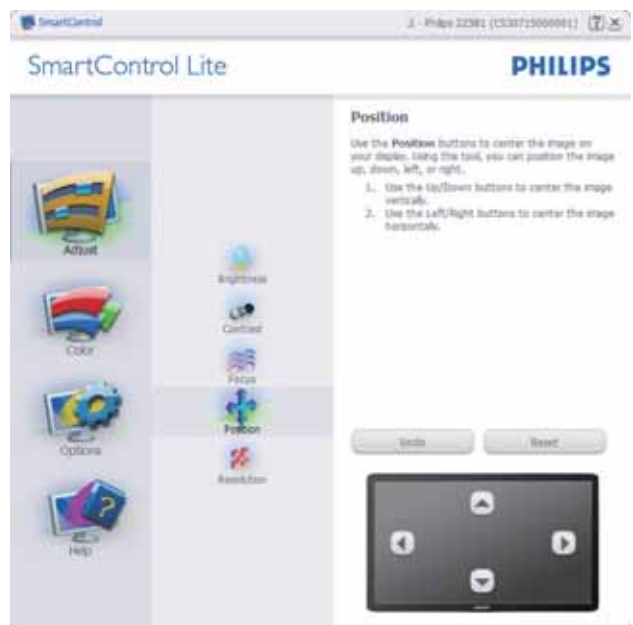 SmartControl
SmartControl Lite
PHILIPS
Position
Use the Position buttons to center the image on
your display. Using the tool, you can position the image
up, down, left, or right.
1. Use the Up/Down buttons to center the image
vertically.
2. Use the Left/Right buttons to center the image
horizontally.
Adjust
Color
Options
Help
Brightness
Contrast
Focus
Position
Resolution
Undo
Reset